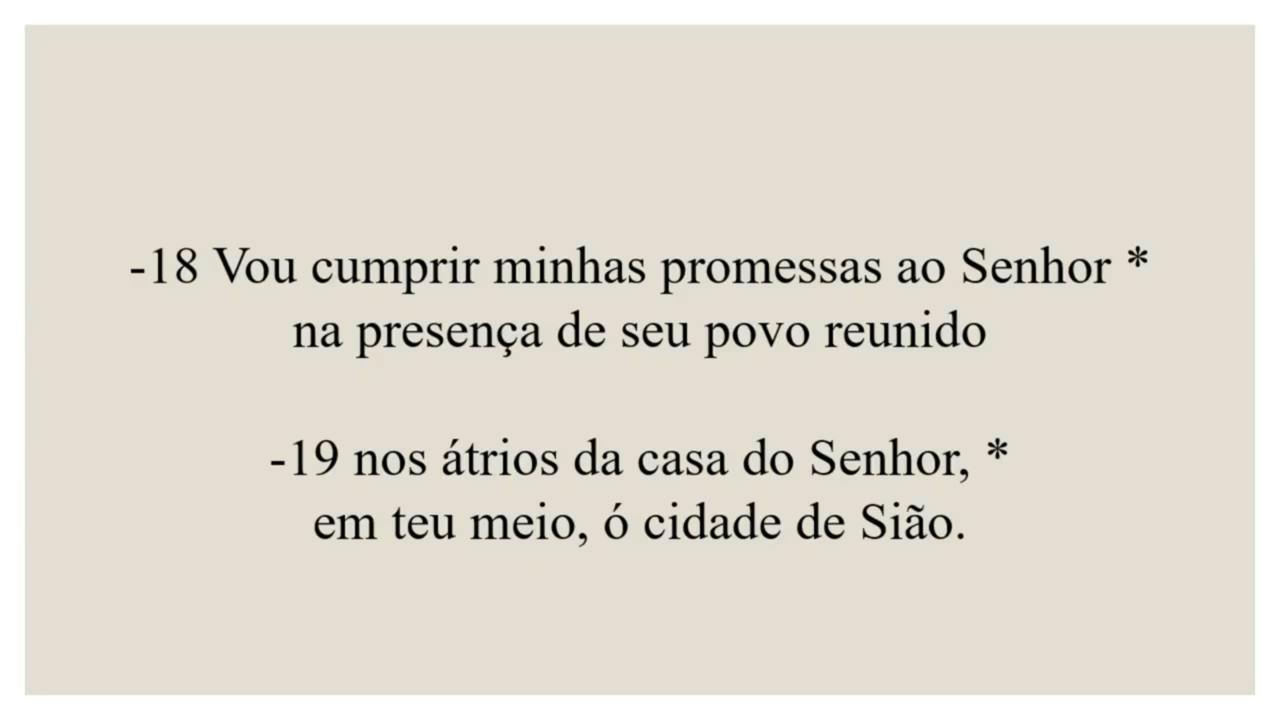 -18 Vou cumprir minhas promessas ao Senhor *
na presença de seu povo reunido
-19 nos átrios da casa do Senhor, *
em teu meio, ó cidade de Sião.